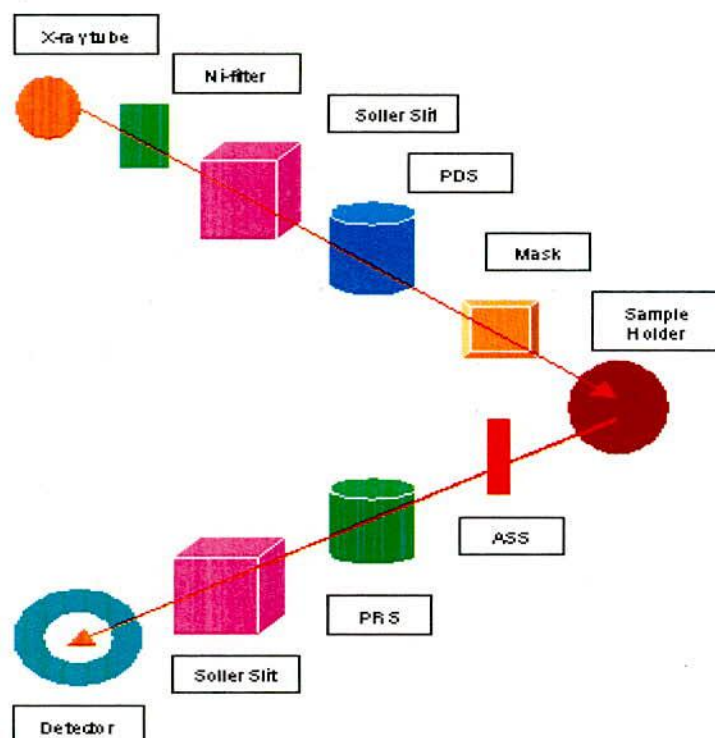 X-ray tube
Ni-filter
Soller Slit
PDS
Mask
Sample
Holder
ASS
PRS
Soller Slit
Detector